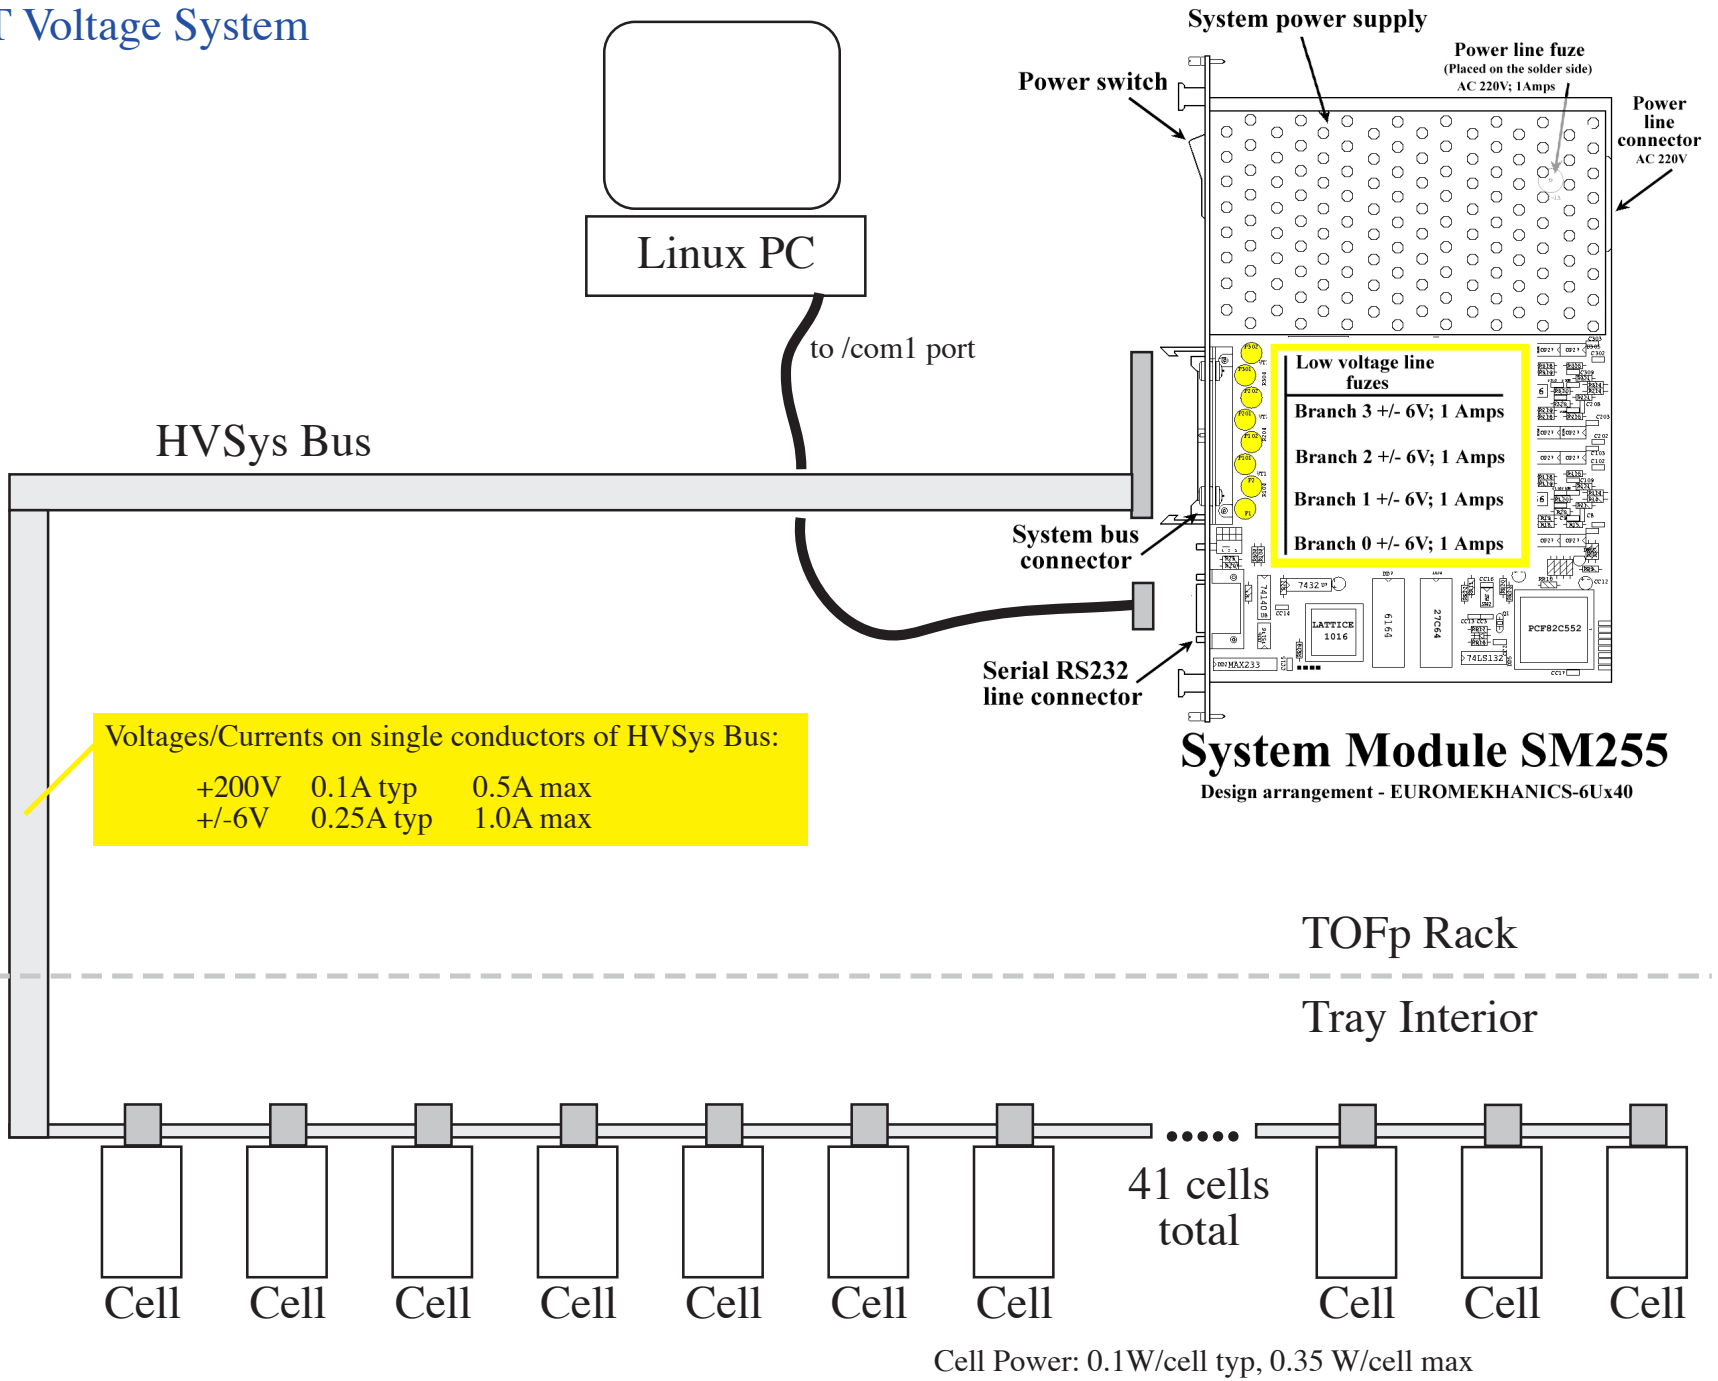 T Voltage System
System power supply
Power line fuze
(Placed on the solder side)
AC 220V; 1Amps
Power switch
Power
line
connector
AC 220V
Linux PC
to /com1 port
HVSys Bus
Low voltage line
fuzes
Branch 3 +/- 6V; 1 Amps
Branch 2 +/- 6V; 1 Amps
Branch 1 +/- 6V; 1 Amps
Branch 0 +/- 6V; 1 Amps
System bus
connector
Serial RS232
line connector
7432
74140
LATTICE
1016
6164
27C64
PCF82C552
74LS132
MAX233
CC14
CC16
CC12
CC17
System Module SM255
Design arrangement - EUROMEKHANICS-6Ux40
Voltages/Currents on single conductors of HVSys Bus:
+200V 0.1A typ 0.5A max
+/-6V 0.25A typ 1.0A max
TOFp Rack
Tray Interior
41 cells
total
Cell Cell Cell Cell Cell Cell Cell Cell Cell Cell
Cell Power: 0.1W/cell typ, 0.35 W/cell max